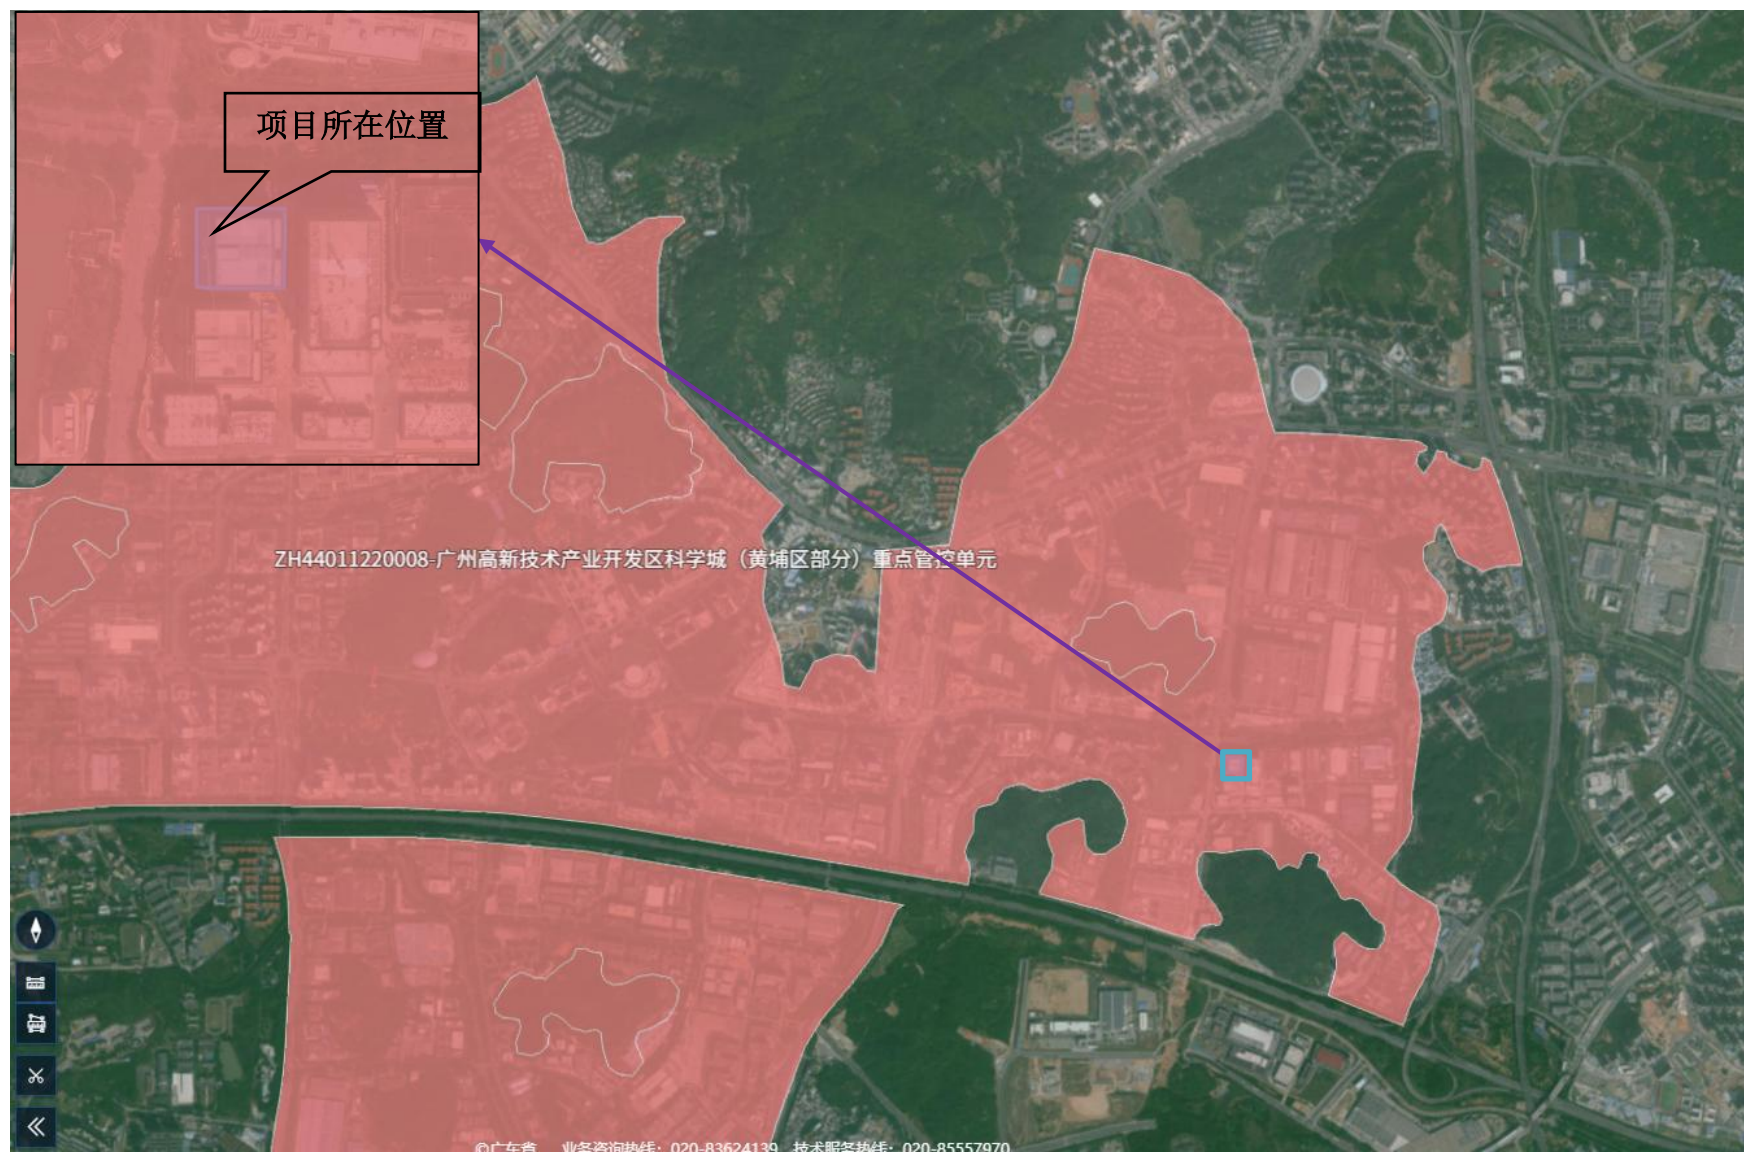 项目所在位置
ZH44011220008-广州高新技术产业开发区科学城（黄埔区部分）重点管控单元
©广东省 业务咨询热线：020-83624139 技术服务热线：020-85557970